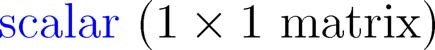 scalar (1 × 1 matrix)